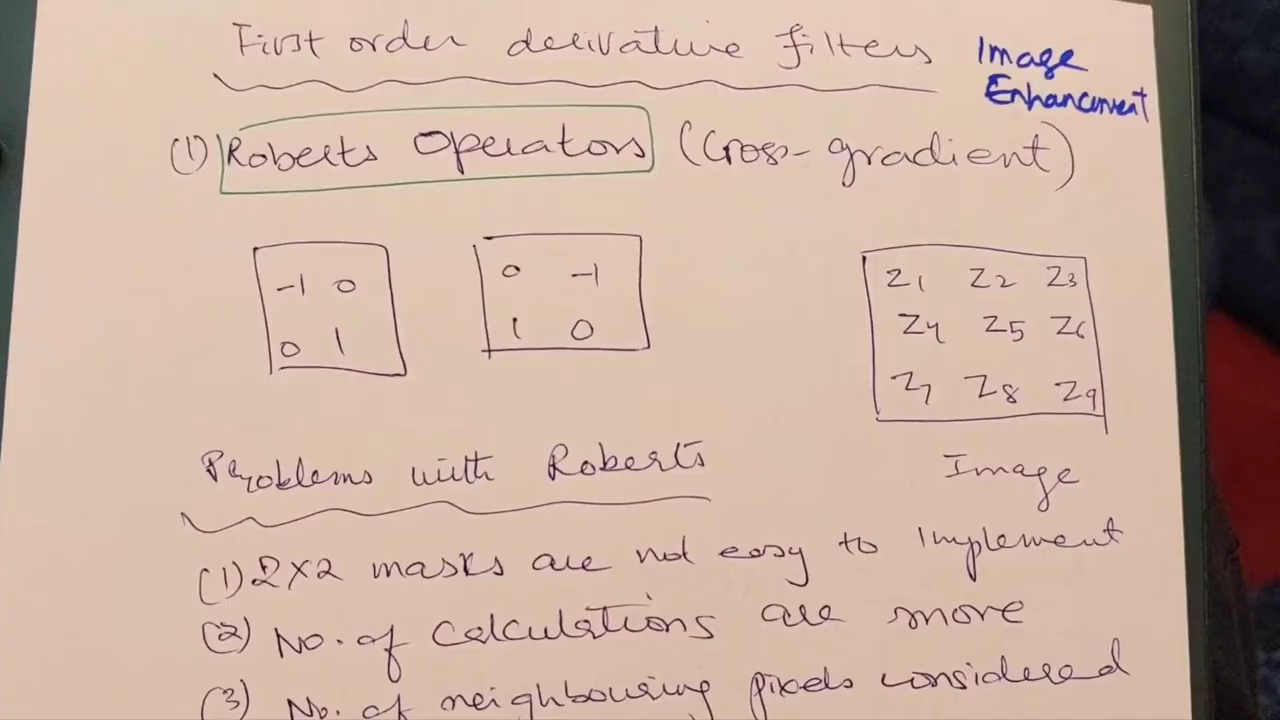 First order derivative filters
Image
Enhancement
(1) Roberts Operators (Cross-gradient)
-1 0
0 1
0 -1
1 0
Z1 Z2 Z3
Z4 Z5 Z6
Z7 Z8 Z9
Image
Problems with Roberts
(1) 2x2 masks are not easy to implement
(2) No. of calculations are more
(3) No. of neighbouring pixels considered